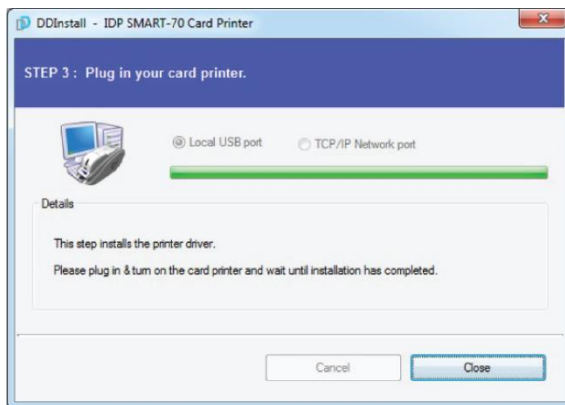 DDInstall - IDP SMART-70 Card Printer
STEP 3 : Plug in your card printer.
Local USB port TCP/IP Network port
Details
This step installs the printer driver.
Please plug in & turn on the card printer and wait until installation has completed.
Cancel Close